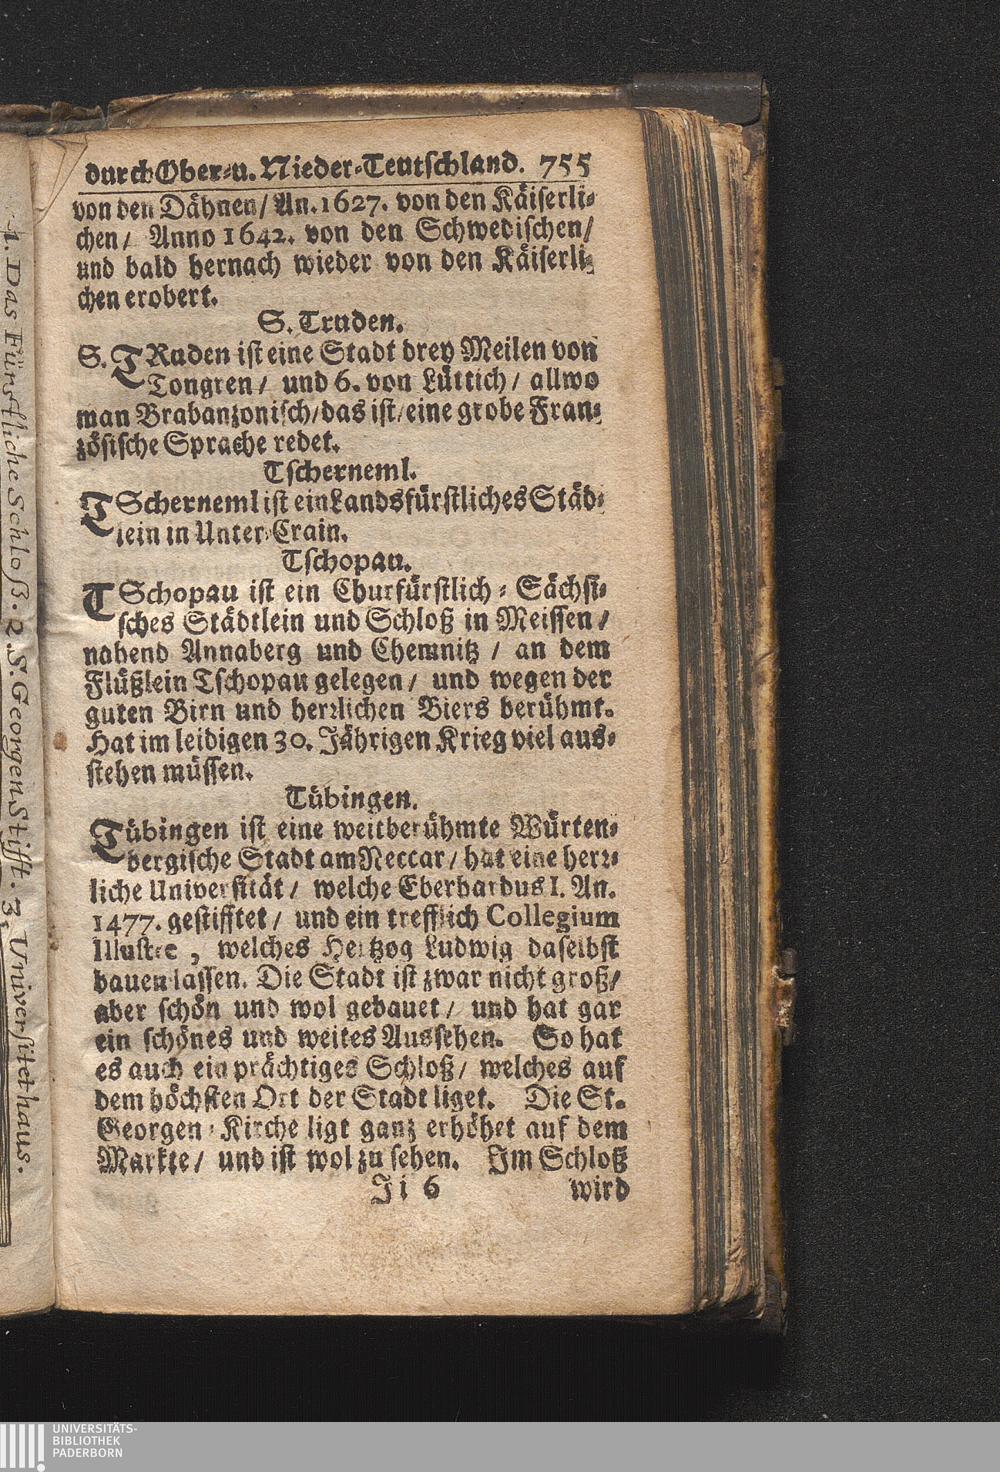 durch Ober-u. Nieder-Teutschland. 755
von den Dähnen/ An. 1627. von den Käiserli-
chen/ Anno 1642. von den Schwedischen/
und bald hernach wieder von den Käiserli-
chen erobert.
S. Truden.
S. TRuden ist eine Stadt drey Meilen von
Tongren/ und 6. von Lüttich/ allwo
man Brabanzonisch/ das ist/ eine grobe Fran-
zösische Sprache redet.
Tscherneml.
TScherneml ist ein Landsfürstliches Städ-
lein in Unter-Crain.
Tschopau.
TSchopau ist ein Churfürstlich-Sächsi-
sches Städtlein und Schloß in Meissen/
nahend Annaberg und Chemnitz/ an dem
Flüßlein Tschopau gelegen/ und wegen der
guten Birn und herrlichen Biers berühmt.
Hat im leidigen 30. Jährigen Krieg viel aus-
stehen müssen.
Tübingen.
Tübingen ist eine weitberühmte Würten-
bergische Stadt am Neccar/ hat eine herr-
liche Universität/ welche Eberhardus I. An.
1477. gestifftet/ und ein trefflich Collegium
Illustre, welches Hertzog Ludwig daselbst
bauen lassen. Die Stadt ist zwar nicht groß/
aber schön und wol gebauet/ und hat gar
ein schönes und weites Aussehen. So hat
es auch ein prächtiges Schloß/ welches auf
dem höchsten Ort der Stadt liget. Die St.
Georgen-Kirche ligt ganz erhöhet auf dem
Markte/ und ist wol zu sehen. Im Schloß
Ji 6 wird
1. Das Fürstliche Schloß. 2. S. Georgen Stifft. 3. Universitet haus.
UNIVERSITÄTS-
BIBLIOTHEK
PADERBORN